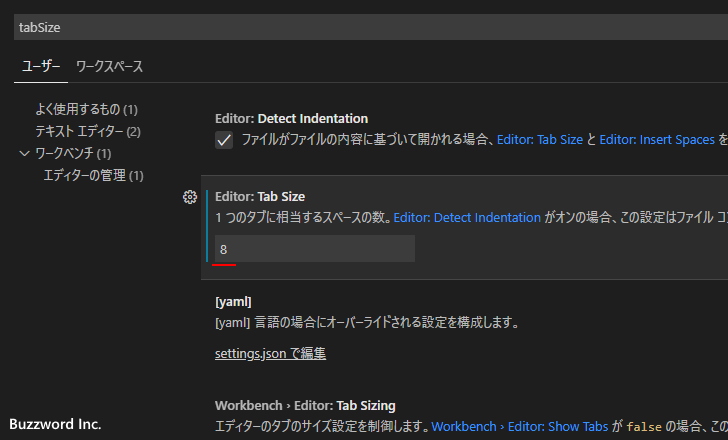 tabSize
ユーザー ワークスペース
よく使用するもの (1)
テキスト エディター (2)
ワークベンチ (1)
エディターの管理 (1)
Editor: Detect Indentation
ファイルがファイルの内容に基づいて開かれる場合、Editor: Tab Size と Editor: Insert Spaces を
Editor: Tab Size
1 つのタブに相当するスペースの数。Editor: Detect Indentation がオンの場合、この設定はファイル コン
8
[yaml]
[yaml] 言語の場合にオーバーライドされる設定を構成します。
settings.json で編集
Workbench › Editor: Tab Sizing
エディターのタブのサイズ設定を制御します。Workbench › Editor: Show Tabs が false の場合、この
Buzzword Inc.